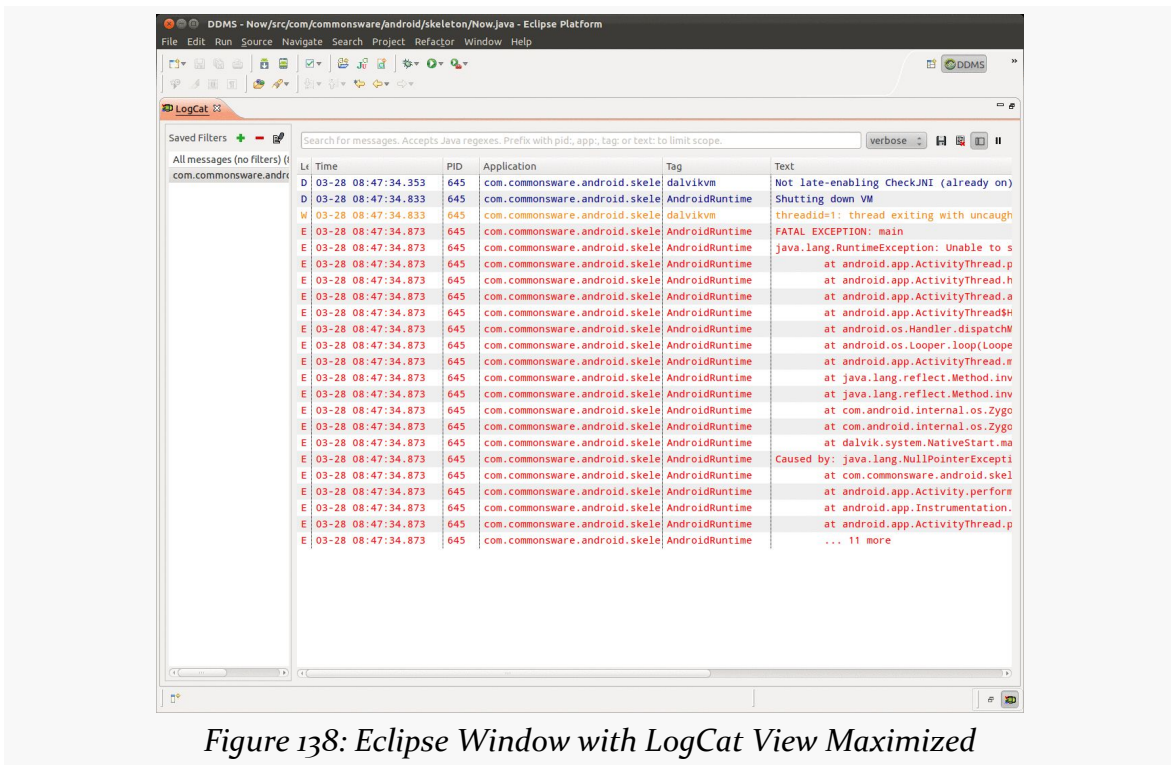 DDMS - Now/src/com/commonsware/android/skeleton/Now.java - Eclipse Platform
File Edit Run Source Navigate Search Project Refactor Window Help
DDMS »
LogCat
Saved Filters
Search for messages. Accepts Java regexes. Prefix with pid:, app:, tag: or text: to limit scope.
verbose
All messages (no filters) (
com.commonsware.andro
Le Time PID Application Tag Text
D 03-28 08:47:34.353 645 com.commonsware.android.skele dalvikvm Not late-enabling CheckJNI (already on)
D 03-28 08:47:34.833 645 com.commonsware.android.skele AndroidRuntime Shutting down VM
W 03-28 08:47:34.833 645 com.commonsware.android.skele dalvikvm threadid=1: thread exiting with uncaugh
E 03-28 08:47:34.873 645 com.commonsware.android.skele AndroidRuntime FATAL EXCEPTION: main
E 03-28 08:47:34.873 645 com.commonsware.android.skele AndroidRuntime java.lang.RuntimeException: Unable to s
E 03-28 08:47:34.873 645 com.commonsware.android.skele AndroidRuntime at android.app.ActivityThread.p
E 03-28 08:47:34.873 645 com.commonsware.android.skele AndroidRuntime at android.app.ActivityThread.h
E 03-28 08:47:34.873 645 com.commonsware.android.skele AndroidRuntime at android.app.ActivityThread.a
E 03-28 08:47:34.873 645 com.commonsware.android.skele AndroidRuntime at android.app.ActivityThread$H
E 03-28 08:47:34.873 645 com.commonsware.android.skele AndroidRuntime at android.os.Handler.dispatchM
E 03-28 08:47:34.873 645 com.commonsware.android.skele AndroidRuntime at android.os.Looper.loop(Loope
E 03-28 08:47:34.873 645 com.commonsware.android.skele AndroidRuntime at android.app.ActivityThread.m
E 03-28 08:47:34.873 645 com.commonsware.android.skele AndroidRuntime at java.lang.reflect.Method.inv
E 03-28 08:47:34.873 645 com.commonsware.android.skele AndroidRuntime at java.lang.reflect.Method.inv
E 03-28 08:47:34.873 645 com.commonsware.android.skele AndroidRuntime at com.android.internal.os.Zygo
E 03-28 08:47:34.873 645 com.commonsware.android.skele AndroidRuntime at com.android.internal.os.Zygo
E 03-28 08:47:34.873 645 com.commonsware.android.skele AndroidRuntime at dalvik.system.NativeStart.ma
E 03-28 08:47:34.873 645 com.commonsware.android.skele AndroidRuntime Caused by: java.lang.NullPointerExcepti
E 03-28 08:47:34.873 645 com.commonsware.android.skele AndroidRuntime at com.commonsware.android.skel
E 03-28 08:47:34.873 645 com.commonsware.android.skele AndroidRuntime at android.app.Activity.perform
E 03-28 08:47:34.873 645 com.commonsware.android.skele AndroidRuntime at android.app.Instrumentation.
E 03-28 08:47:34.873 645 com.commonsware.android.skele AndroidRuntime at android.app.ActivityThread.p
E 03-28 08:47:34.873 645 com.commonsware.android.skele AndroidRuntime ... 11 more
Figure 138: Eclipse Window with LogCat View Maximized